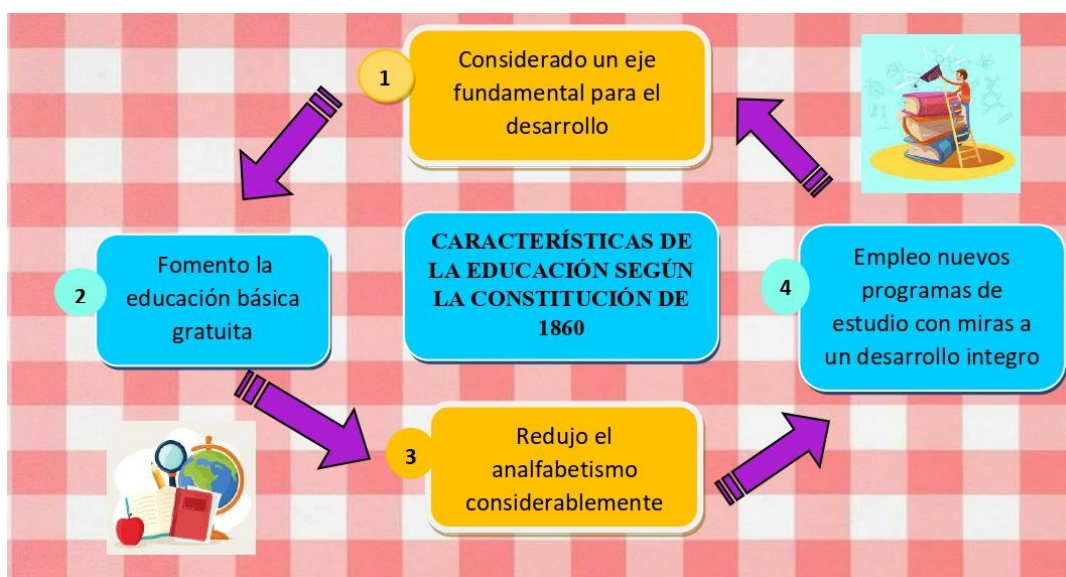 1
Considerado un eje
fundamental para el
desarrollo
2
Fomento la
educación básica
gratuita
CARACTERÍSTICAS DE
LA EDUCACIÓN SEGÚN
LA CONSTITUCIÓN DE
1860
4
Empleo nuevos
programas de
estudio con miras a
un desarrollo integro
3
Redujo el
analfabetismo
considerablemente